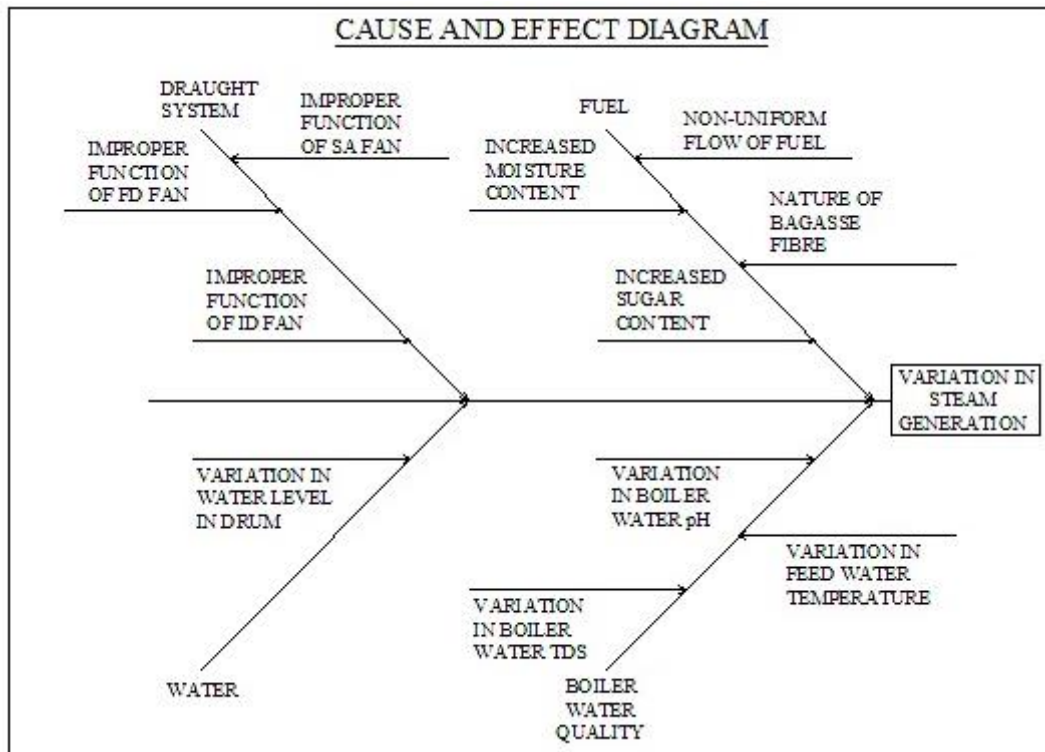 CAUSE AND EFFECT DIAGRAM
DRAUGHT
SYSTEM
IMPROPER
FUNCTION
OF SA FAN
IMPROPER
FUNCTION
OF FD FAN
IMPROPER
FUNCTION
OF ID FAN
FUEL
NON-UNIFORM
FLOW OF FUEL
INCREASED
MOISTURE
CONTENT
NATURE OF
BAGASSE
FIBRE
INCREASED
SUGAR
CONTENT
VARIATION IN
STEAM
GENERATION
VARIATION IN
WATER LEVEL
IN DRUM
WATER
VARIATION
IN BOILER
WATER pH
VARIATION IN
FEED WATER
TEMPERATURE
VARIATION
IN BOILER
WATER TDS
BOILER
WATER
QUALITY